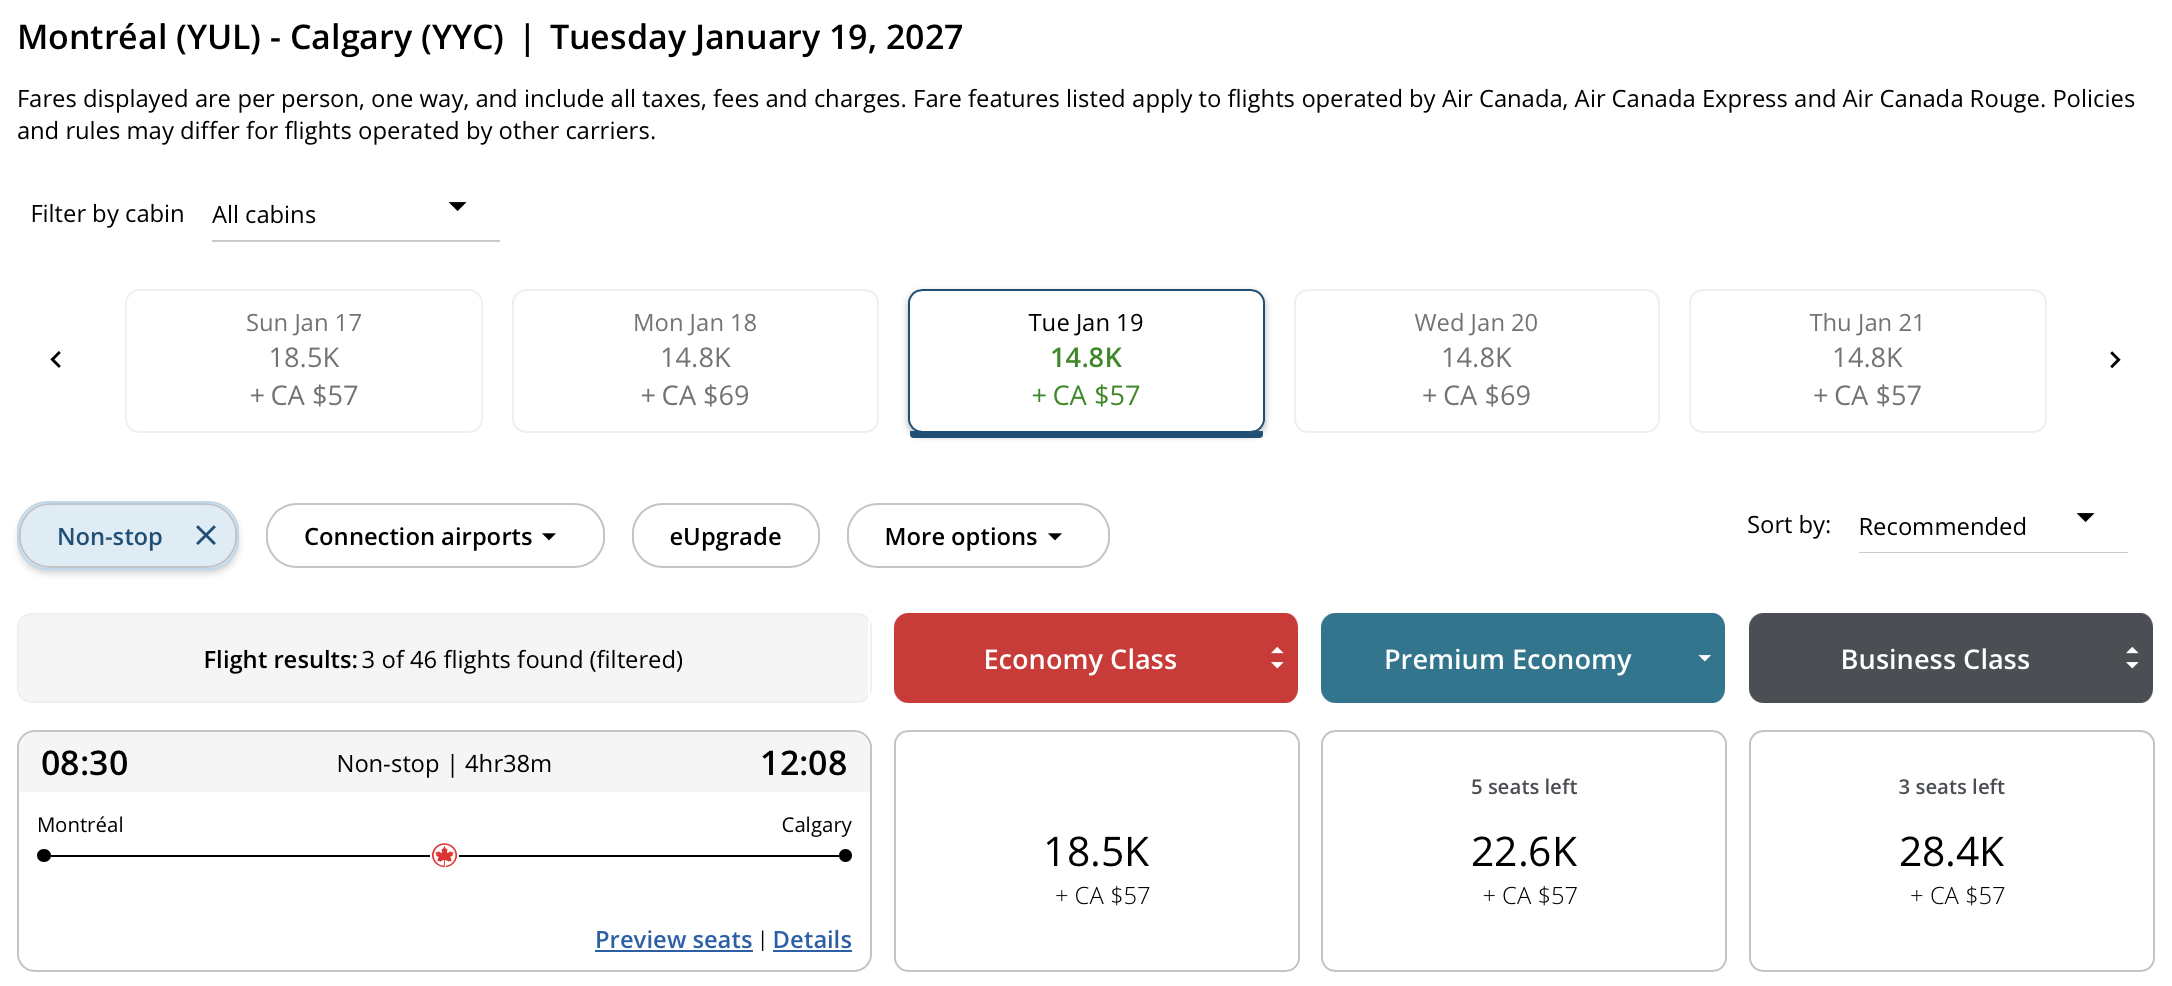 Montréal (YUL) - Calgary (YYC) | Tuesday January 19, 2027
Fares displayed are per person, one way, and include all taxes, fees and charges. Fare features listed apply to flights operated by Air Canada, Air Canada Express and Air Canada Rouge. Policies
and rules may differ for flights operated by other carriers.
Filter by cabin All cabins
Sun Jan 17
18.5K
+ CA $57
Mon Jan 18
14.8K
+ CA $69
Tue Jan 19
14.8K
+ CA $57
Wed Jan 20
14.8K
+ CA $69
Thu Jan 21
14.8K
+ CA $57
Non-stop Connection airports eUpgrade More options Sort by: Recommended
Flight results: 3 of 46 flights found (filtered) Economy Class Premium Economy Business Class
08:30 Non-stop | 4hr38m 12:08
Montréal Calgary
Preview seats | Details
18.5K
+ CA $57
5 seats left
22.6K
+ CA $57
3 seats left
28.4K
+ CA $57